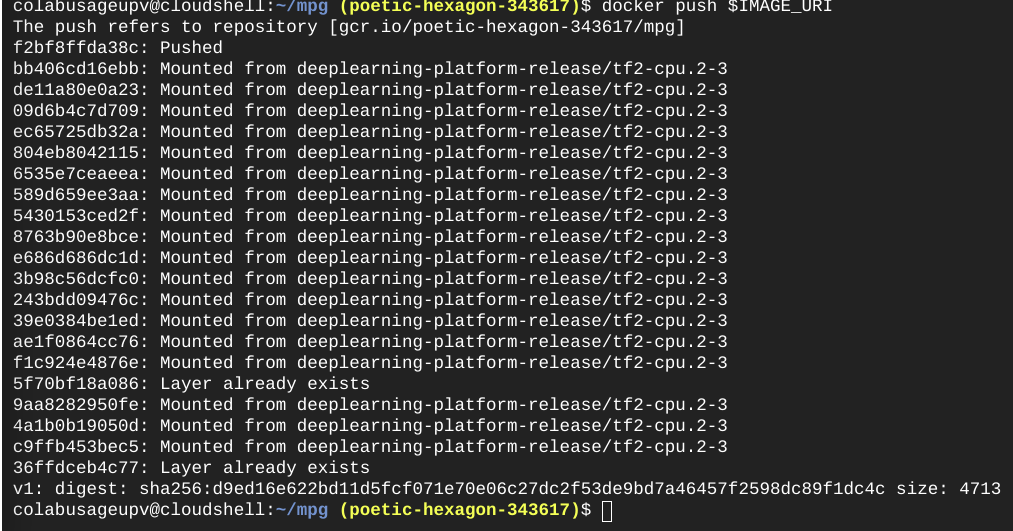 colabusageupv@cloudshell:~/mpg (poetic-hexagon-343617)$ docker push $IMAGE_URI
The push refers to repository [gcr.io/poetic-hexagon-343617/mpg]
f2bf8ffda38c: Pushed
bb406cd16ebb: Mounted from deeplearning-platform-release/tf2-cpu.2-3
de11a80e0a23: Mounted from deeplearning-platform-release/tf2-cpu.2-3
09d6b4c7d709: Mounted from deeplearning-platform-release/tf2-cpu.2-3
ec65725db32a: Mounted from deeplearning-platform-release/tf2-cpu.2-3
804eb8042115: Mounted from deeplearning-platform-release/tf2-cpu.2-3
6535e7ceaeea: Mounted from deeplearning-platform-release/tf2-cpu.2-3
589d659ee3aa: Mounted from deeplearning-platform-release/tf2-cpu.2-3
5430153ced2f: Mounted from deeplearning-platform-release/tf2-cpu.2-3
8763b90e8bce: Mounted from deeplearning-platform-release/tf2-cpu.2-3
e686d686dc1d: Mounted from deeplearning-platform-release/tf2-cpu.2-3
3b98c56dcfc0: Mounted from deeplearning-platform-release/tf2-cpu.2-3
243bdd09476c: Mounted from deeplearning-platform-release/tf2-cpu.2-3
39e0384be1ed: Mounted from deeplearning-platform-release/tf2-cpu.2-3
ae1f0864cc76: Mounted from deeplearning-platform-release/tf2-cpu.2-3
f1c924e4876e: Mounted from deeplearning-platform-release/tf2-cpu.2-3
5f70bf18a086: Layer already exists
9aa8282950fe: Mounted from deeplearning-platform-release/tf2-cpu.2-3
4a1b0b19050d: Mounted from deeplearning-platform-release/tf2-cpu.2-3
c9ffb453bec5: Mounted from deeplearning-platform-release/tf2-cpu.2-3
36ffdceb4c77: Layer already exists
v1: digest: sha256:d9ed16e622bd11d5fcf071e70e06c27dc2f53de9bd7a46457f2598dc89f1dc4c size: 4713
colabusageupv@cloudshell:~/mpg (poetic-hexagon-343617)$